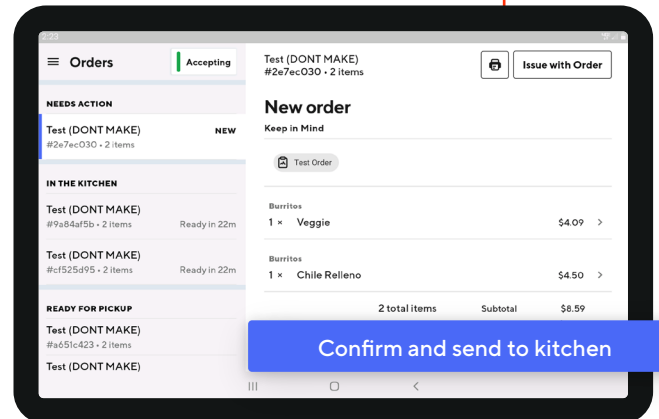 2:23
Orders
Accepting
NEEDS ACTION
Test (DONT MAKE) NEW
#2e7ec030 • 2 items
IN THE KITCHEN
Test (DONT MAKE)
#9a84af5b • 2 items Ready in 22m
Test (DONT MAKE)
#cf525d95 • 2 items Ready in 22m
READY FOR PICKUP
Test (DONT MAKE)
#a651c423 • 2 items
Test (DONT MAKE)
Test (DONT MAKE)
#2e7ec030 • 2 items
Issue with Order
New order
Keep in Mind
Test Order
Burritos
1 × Veggie $4.09 >
Burritos
1 × Chile Relleno $4.50 >
2 total items Subtotal $8.59
Confirm and send to kitchen